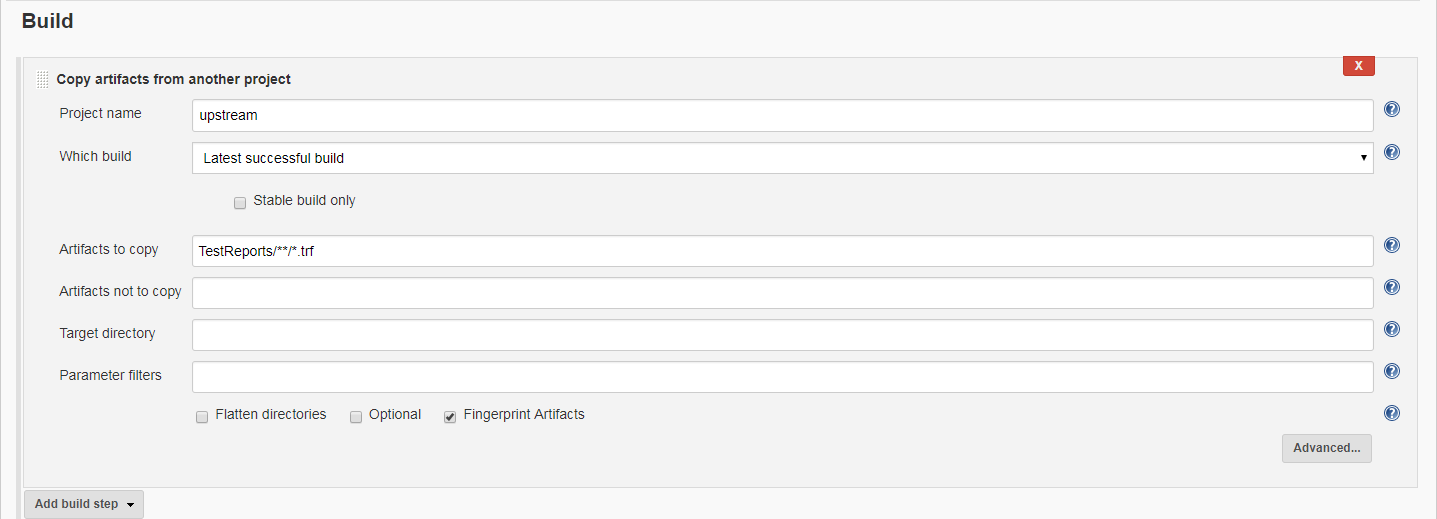 Build
Copy artifacts from another project
X
Project name
upstream
?
Which build
Latest successful build
?
Stable build only
Artifacts to copy
TestReports/**/*.trf
?
Artifacts not to copy
?
Target directory
?
Parameter filters
?
Flatten directories Optional Fingerprint Artifacts
?
Advanced...
Add build step